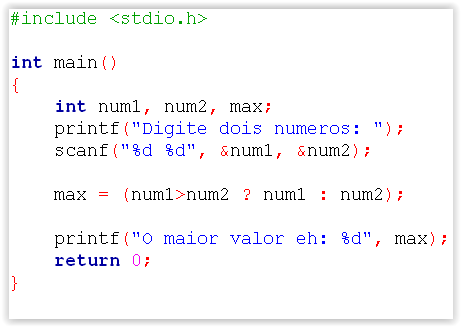 #include <stdio.h>
int main()
{
    int num1, num2, max;
    printf("Digite dois numeros: ");
    scanf("%d %d", &num1, &num2);
    max = (num1>num2 ? num1 : num2);
    printf("O maior valor eh: %d", max);
    return 0;
}